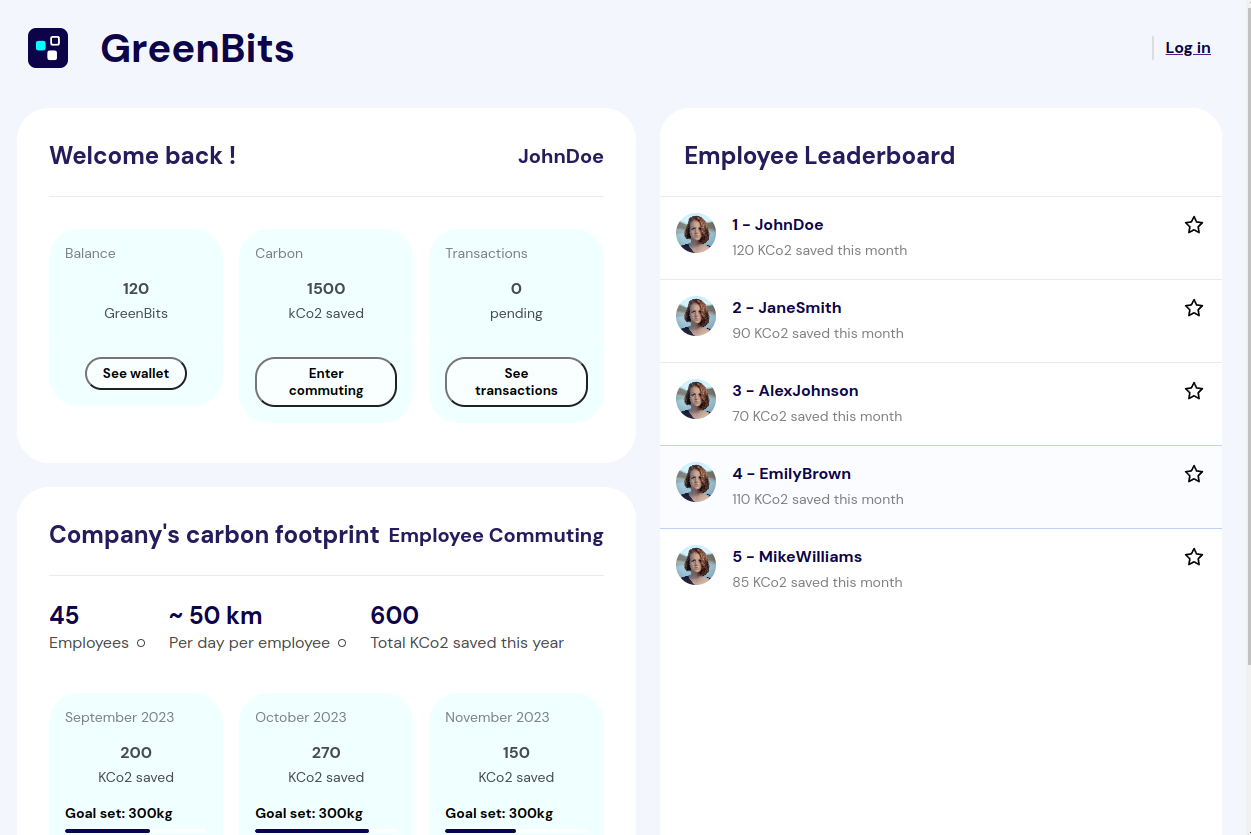 GreenBits
Log in
Welcome back !
JohnDoe
Balance
120
GreenBits
See wallet
Carbon
1500
kCo2 saved
Enter
commuting
Transactions
0
pending
See
transactions
Company's carbon footprint
Employee Commuting
45
Employees
~ 50 km
Per day per employee
600
Total KCo2 saved this year
September 2023
200
KCo2 saved
Goal set: 300kg
October 2023
270
KCo2 saved
Goal set: 300kg
November 2023
150
KCo2 saved
Goal set: 300kg
Employee Leaderboard
1 - JohnDoe
120 KCo2 saved this month
2 - JaneSmith
90 KCo2 saved this month
3 - AlexJohnson
70 KCo2 saved this month
4 - EmilyBrown
110 KCo2 saved this month
5 - MikeWilliams
85 KCo2 saved this month